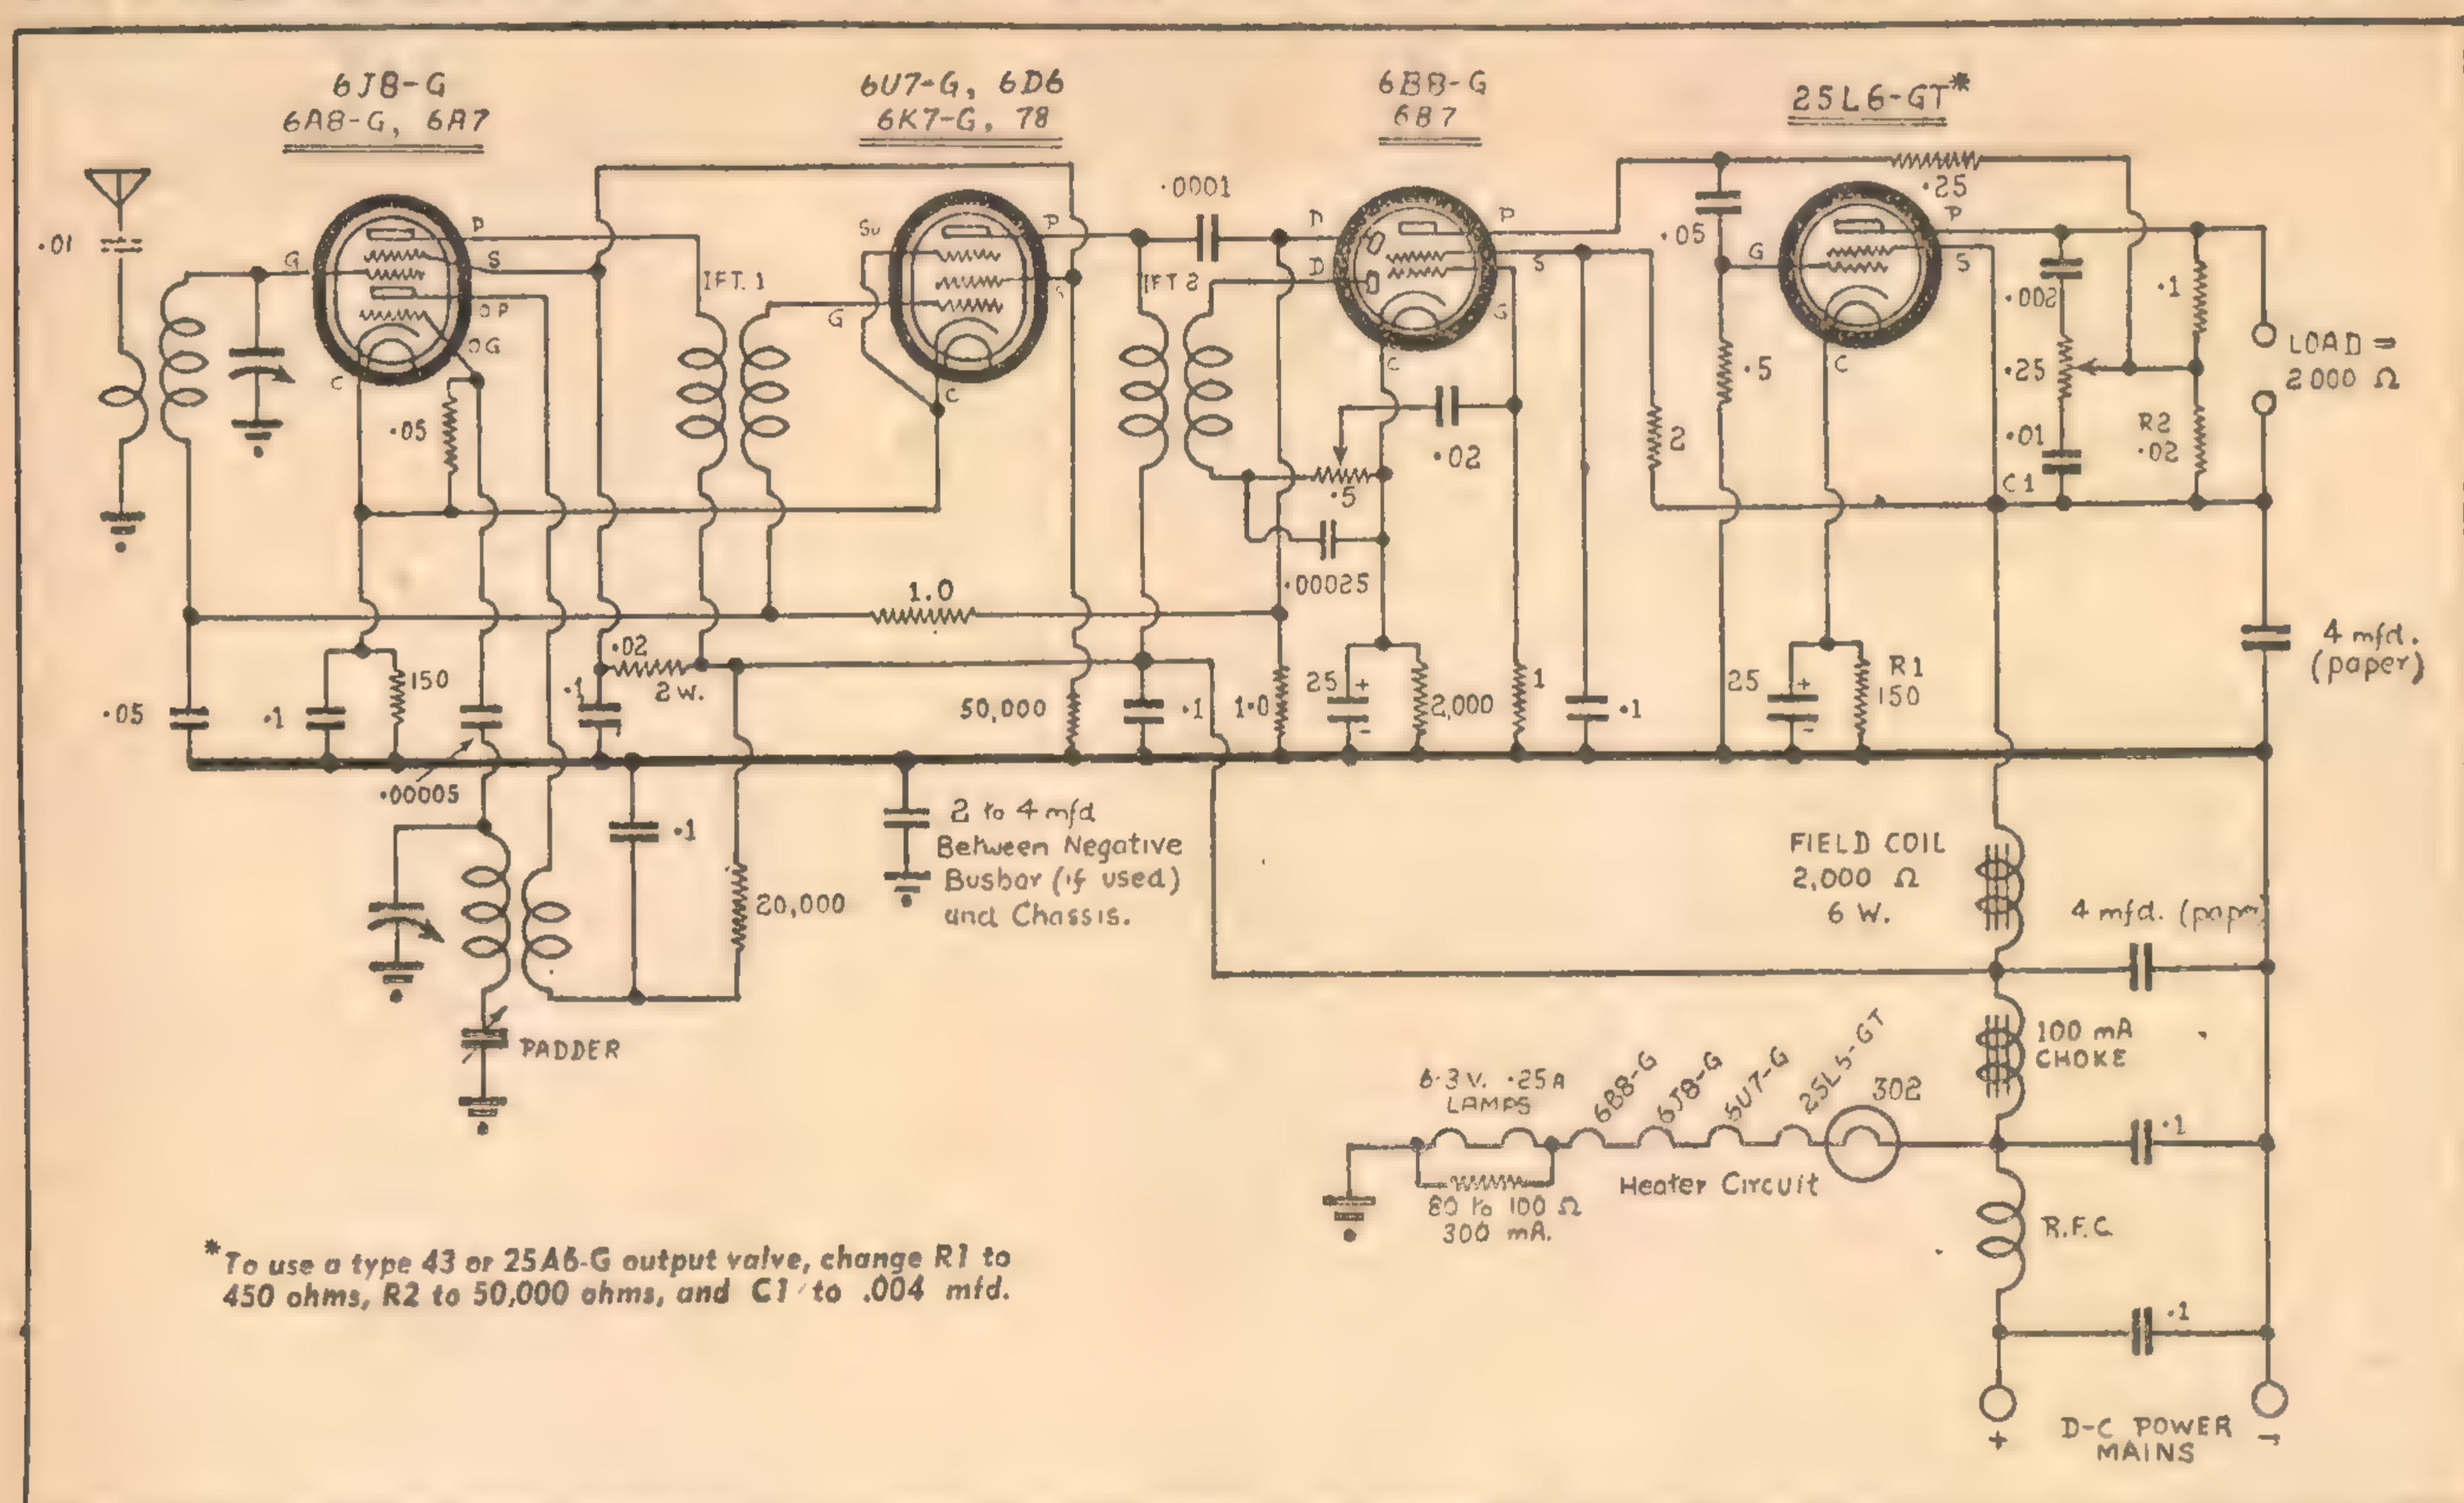 6J8-G
6A8-G, 6A7
6U7-G, 6D6
6K7-G, 78
6B8-G
6B7
25L6-GT*
.01
G
P
S
OP
OG
C
.05
IFT. 1
Su
G
P
S
C
.0001
IFT 2
D
D
P
S
G
C
.02
.5
.00025
.05
G
.25
P
S
C
.5
2
.002
.25
.01
C1
.1
R2
.02
LOAD =
2000 Ω
1.0
.05
.1
150
.00005
.02
2 W.
.1
50,000
.1
1.0
25
+
-
2,000
1
.1
25
+
-
R1
150
4 mfd.
(paper)
.1
20,000
2 to 4 mfd
Between Negative
Busbar (if used)
and Chassis.
PADDER
FIELD COIL
2,000 Ω
6 W.
4 mfd. (paper
100 mA
CHOKE
6.3 V. .25A
LAMPS
6B8-G
6J8-G
6U7-G
25L6-GT
302
.1
Heater Circuit
80 to 100 Ω
300 mA.
R.F.C.
.1
+
D-C POWER
MAINS
-
*To use a type 43 or 25A6-G output valve, change R1 to
450 ohms, R2 to 50,000 ohms, and C1 to .004 mfd.